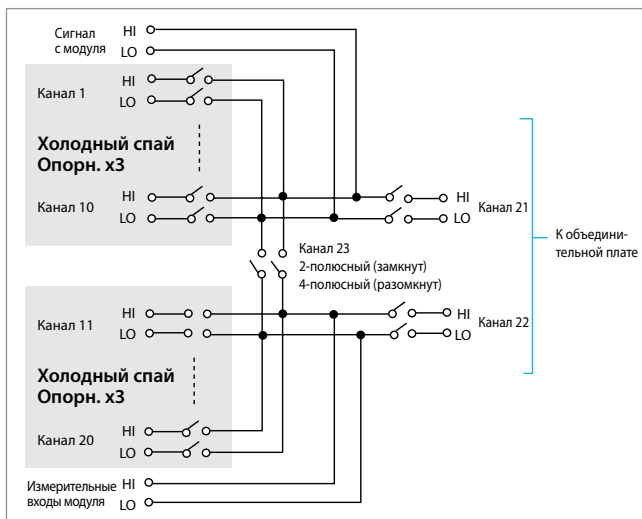 Сигнал
с модуля
HI
LO
Канал 1
HI
LO
Холодный спай
Опорн. x3
Канал 10
HI
LO
HI
LO
Канал 21
К объедини-
тельной плате
Канал 23
2-полюсный (замкнут)
4-полюсный (разомкнут)
Канал 11
HI
LO
HI
LO
Канал 22
Холодный спай
Опорн. x3
Канал 20
HI
LO
Измерительные
входы модуля
HI
LO